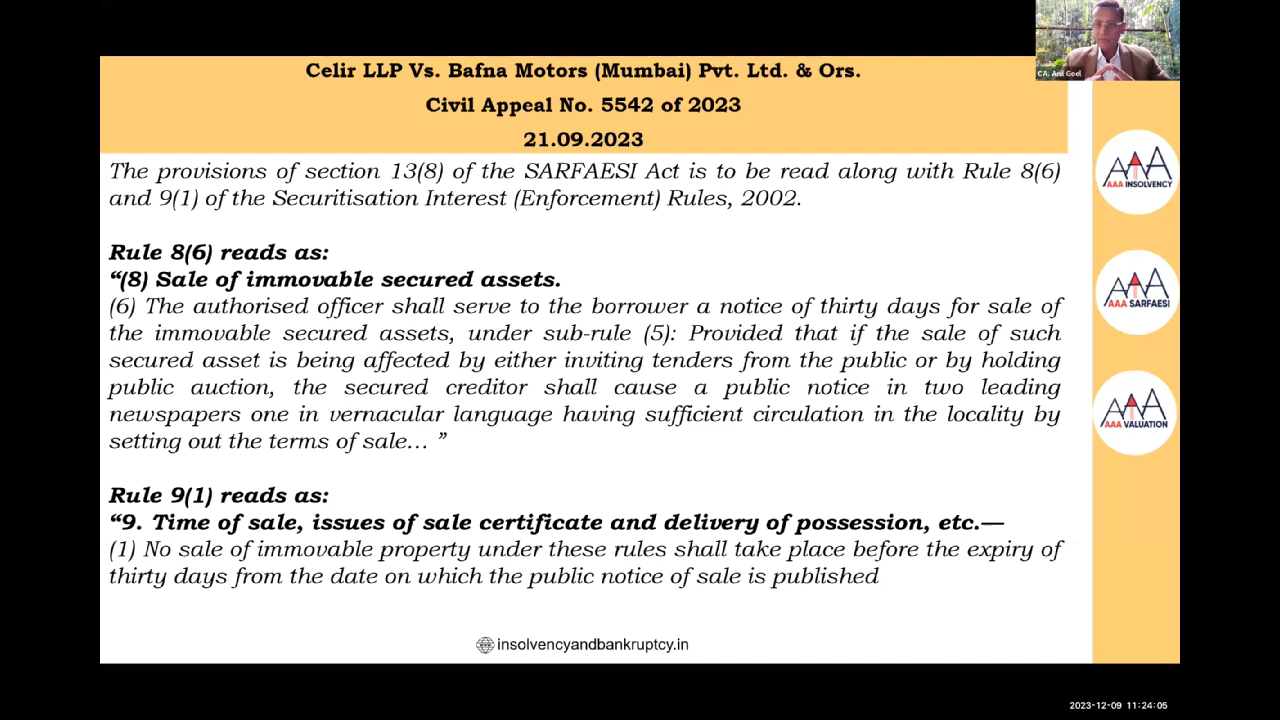 Celir LLP Vs. Bafna Motors (Mumbai) Pvt. Ltd. & Ors.
Civil Appeal No. 5542 of 2023
21.09.2023
CA. Anil Goel
The provisions of section 13(8) of the SARFAESI Act is to be read along with Rule 8(6)
and 9(1) of the Securitisation Interest (Enforcement) Rules, 2002.
Rule 8(6) reads as:
“(8) Sale of immovable secured assets.
(6) The authorised officer shall serve to the borrower a notice of thirty days for sale of
the immovable secured assets, under sub-rule (5): Provided that if the sale of such
secured asset is being affected by either inviting tenders from the public or by holding
public auction, the secured creditor shall cause a public notice in two leading
newspapers one in vernacular language having sufficient circulation in the locality by
setting out the terms of sale… ”
Rule 9(1) reads as:
“9. Time of sale, issues of sale certificate and delivery of possession, etc.—
(1) No sale of immovable property under these rules shall take place before the expiry of
thirty days from the date on which the public notice of sale is published
AAA INSOLVENCY
AAA SARFAESI
AAA VALUATION
insolvencyandbankruptcy.in
2023-12-09 11:24:05